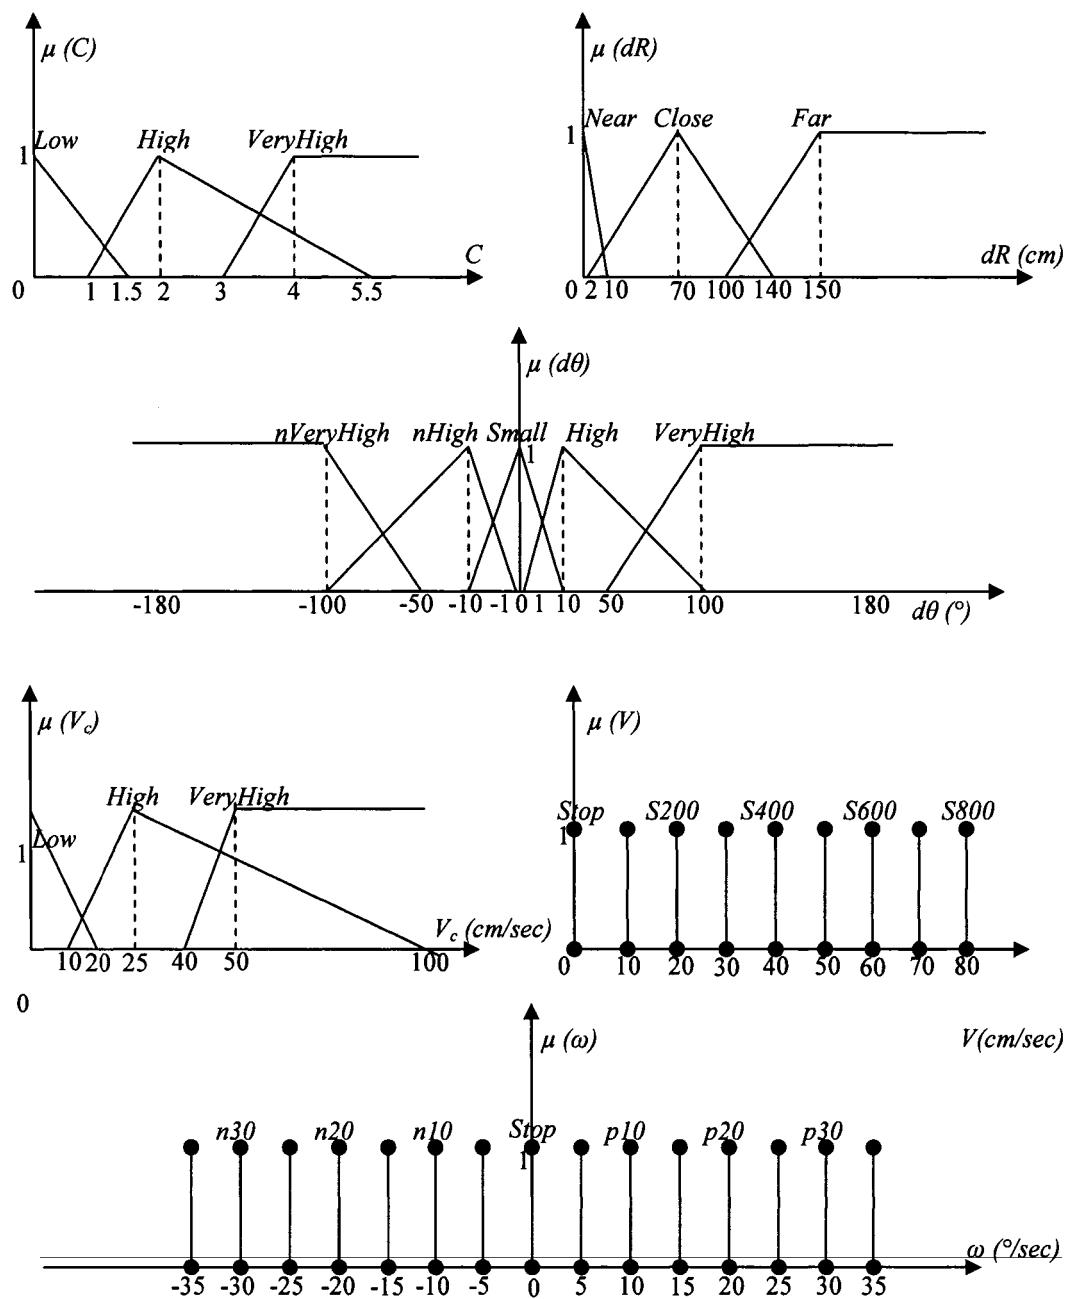 μ (C)
Low High VeryHigh
1
C
0 1 1.5 2 3 4 5.5
μ (dR)
Near Close Far
1
dR (cm)
0 2 10 70 100 140 150
μ (dθ)
nVeryHigh nHigh Small High VeryHigh
1
-180 -100 -50 -10 -1 0 1 10 50 100 180
dθ (°)
μ (Vc)
High VeryHigh
Low
1
Vc (cm/sec)
10 20 25 40 50 100
0
μ (V)
Stop S200 S400 S600 S800
1
0 10 20 30 40 50 60 70 80
V(cm/sec)
μ (ω)
n30 n20 n10 Stop p10 p20 p30
1
ω (°/sec)
-35 -30 -25 -20 -15 -10 -5 0 5 10 15 20 25 30 35